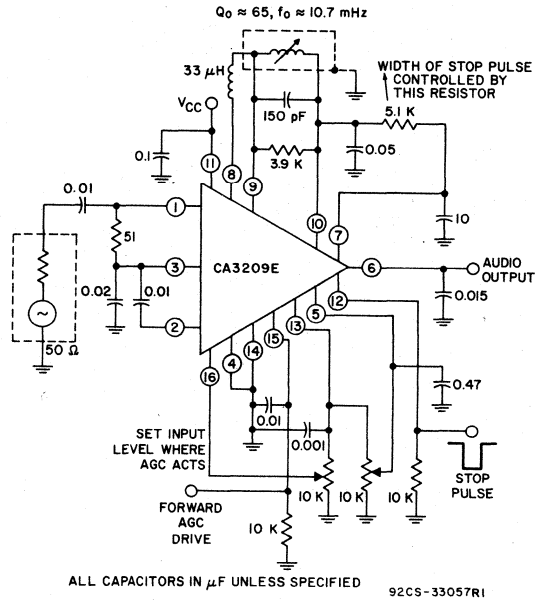 Q₀ ≈ 65, f₀ ≈ 10.7 mHz
33 μH
WIDTH OF STOP PULSE
CONTROLLED BY
THIS RESISTOR
VCC
150 pF
5.1 K
0.1
3.9 K
0.05
11
8
9
10
7
10
0.01
1
51
3
CA3209E
6
AUDIO
OUTPUT
0.02
0.01
2
12
0.015
5
13
15
14
4
16
50 Ω
0.01
0.001
0.47
SET INPUT
LEVEL WHERE
AGC ACTS
10 K
10 K
10 K
STOP
PULSE
FORWARD
AGC
DRIVE
10 K
ALL CAPACITORS IN μF UNLESS SPECIFIED
92CS-33057R1